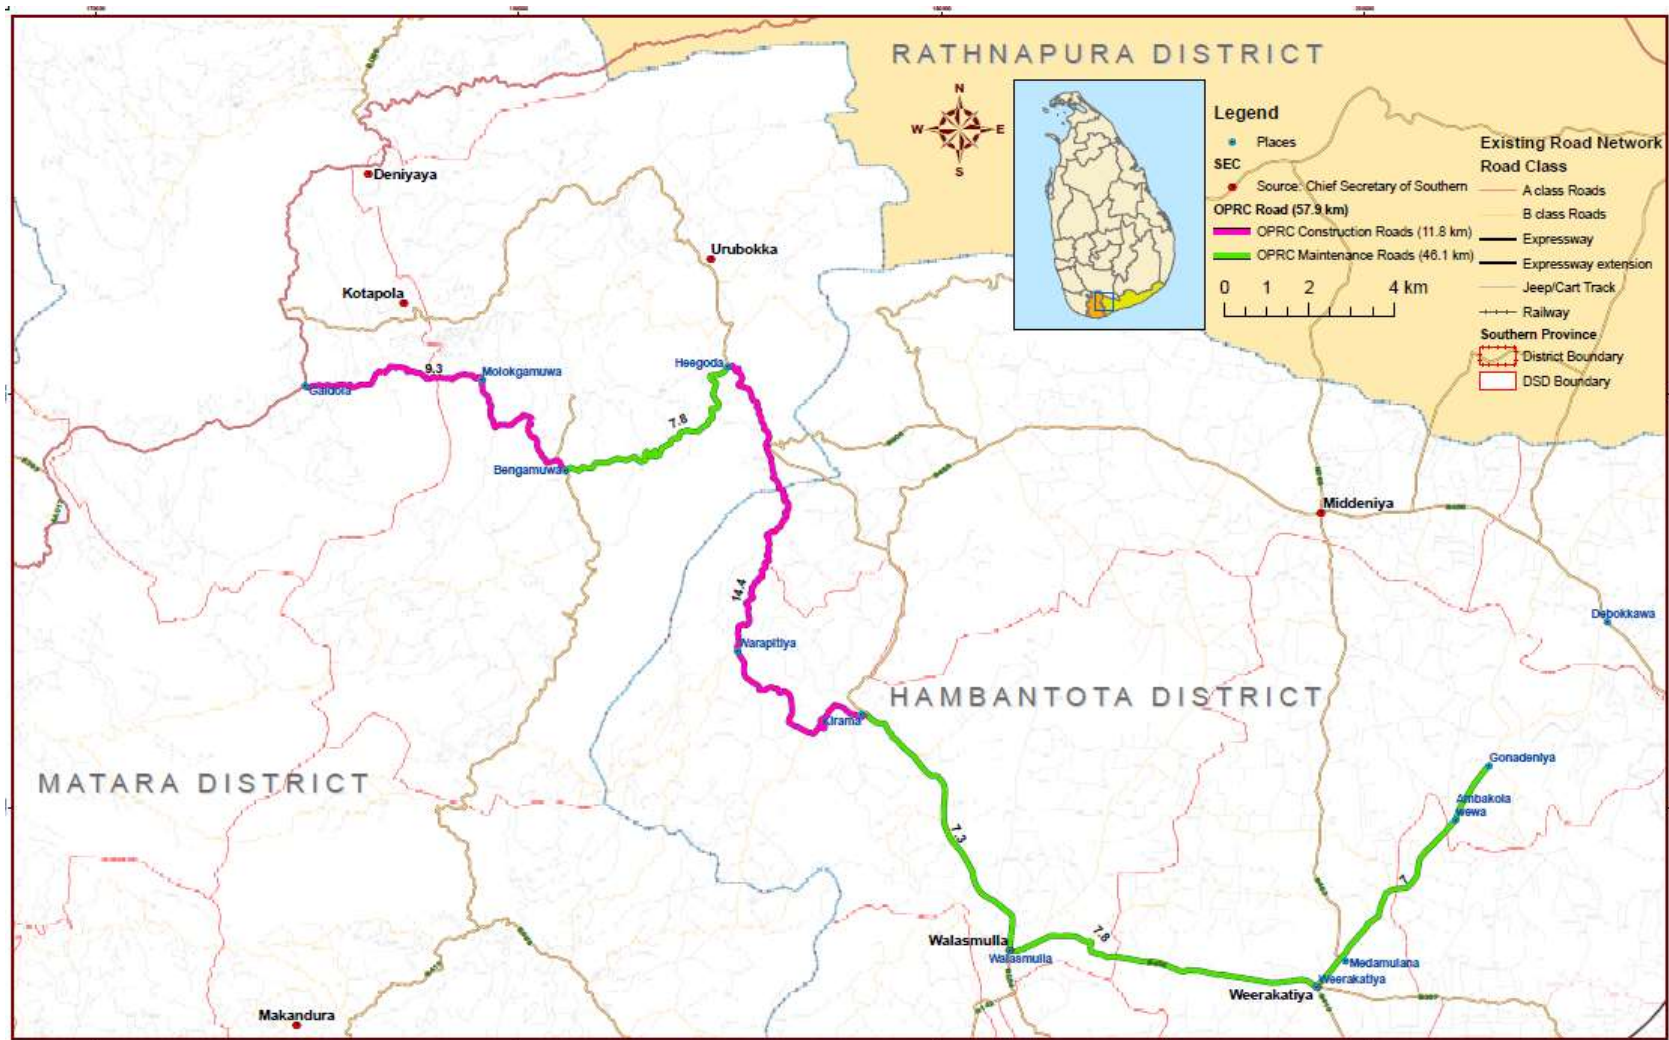 RATHNAPURA DISTRICT
N
W E
S
Legend
Places
SEC
Source: Chief Secretary of Southern
OPRC Road (57.9 km)
OPRC Construction Roads (11.8 km)
OPRC Maintenance Roads (46.1 km)
0 1 2 4 km
Existing Road Network
Road Class
A class Roads
B class Roads
Expressway
Expressway extension
Jeep/Cart Track
Railway
Southern Province
District Boundary
DSD Boundary
Deniyaya
Urubokka
Kotapola
Heegoda
9.3
Molokgamuwa
7.8
Bengamuwa
Middeniya
14.4
Debokkawa
Warapitiya
HAMBANTOTA DISTRICT
Kirama
MATARA DISTRICT
Gonadeniya
Ambakola
wewa
7.3
7
7.8
Walasmulla
Walasmulla
Medamulana
Weerakatiya
Weerakatiya
Makandura